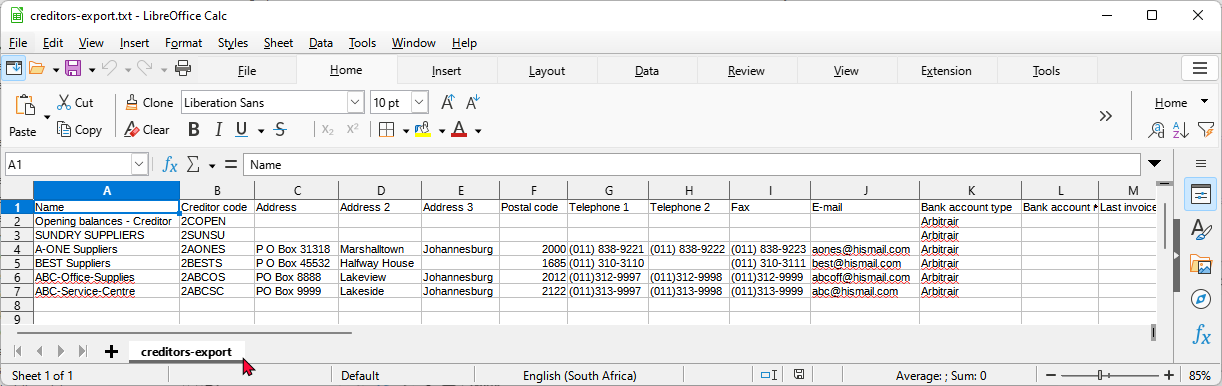 creditors-export.txt - LibreOffice Calc
File Edit View Insert Format Styles Sheet Data Tools Window Help
File Home Insert Layout Data Review View Extension Tools
Cut Clone Liberation Sans 10 pt Home
Paste Copy Clear B I U S X₂ X²
A1 fx Σ = Name
A B C D E F G H I J K L M
1 Name Creditor code Address Address 2 Address 3 Postal code Telephone 1 Telephone 2 Fax E-mail Bank account type Bank account Last invoice
2 Opening balances - Creditor 2COPEN Arbitrair
3 SUNDRY SUPPLIERS 2SUNSU Arbitrair
4 A-ONE Suppliers 2AONES P O Box 31318 Marshalltown Johannesburg 2000 (011) 838-9221 (011) 838-9222 (011) 838-9223 aones@hismail.com Arbitrair
5 BEST Suppliers 2BESTS P O Box 45532 Halfway House 1685 (011) 310-3110 (011) 310-3111 best@hismail.com Arbitrair
6 ABC-Office-Supplies 2ABCOS PO Box 8888 Lakeview Johannesburg 2012 (011)312-9997 (011)312-9998 (011)312-9999 abcoff@hismail.com Arbitrair
7 ABC-Service-Centre 2ABCSC PO Box 9999 Lakeside Johannesburg 2122 (011)313-9997 (011)313-9998 (011)313-9999 abc@hismail.com Arbitrair
8
9
creditors-export
Sheet 1 of 1 Default English (South Africa) Average: ; Sum: 0 85%